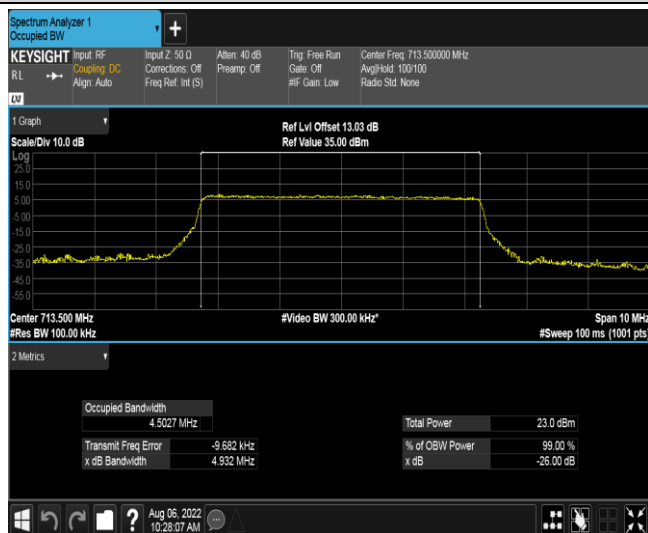 Spectrum Analyzer 1
Occupied BW
+
KEYSIGHT Input: RF Input Z: 50 Ω Atten: 40 dB Trig: Free Run Center Freq: 713.500000 MHz
RL Coupling: DC Corrections: Off Preamp: Off Gate: Off Avg|Hold: 100/100
Align: Auto Freq Ref: Int (S) #IF Gain: Low Radio Std: None
LXI
1 Graph
Ref Lvl Offset 13.03 dB
Scale/Div 10.0 dB Ref Value 35.00 dBm
Log
25.0
15.0
5.00
-5.00
-15.0
-25.0
-35.0
-45.0
-55.0
Center 713.500 MHz #Video BW 300.00 kHz* Span 10 MHz
#Res BW 100.00 kHz #Sweep 100 ms (1001 pts)
2 Metrics
Occupied Bandwidth
4.5027 MHz Total Power 23.0 dBm
Transmit Freq Error -9.682 kHz % of OBW Power 99.00 %
x dB Bandwidth 4.932 MHz x dB -26.00 dB
? Aug 06, 2022
10:28:07 AM